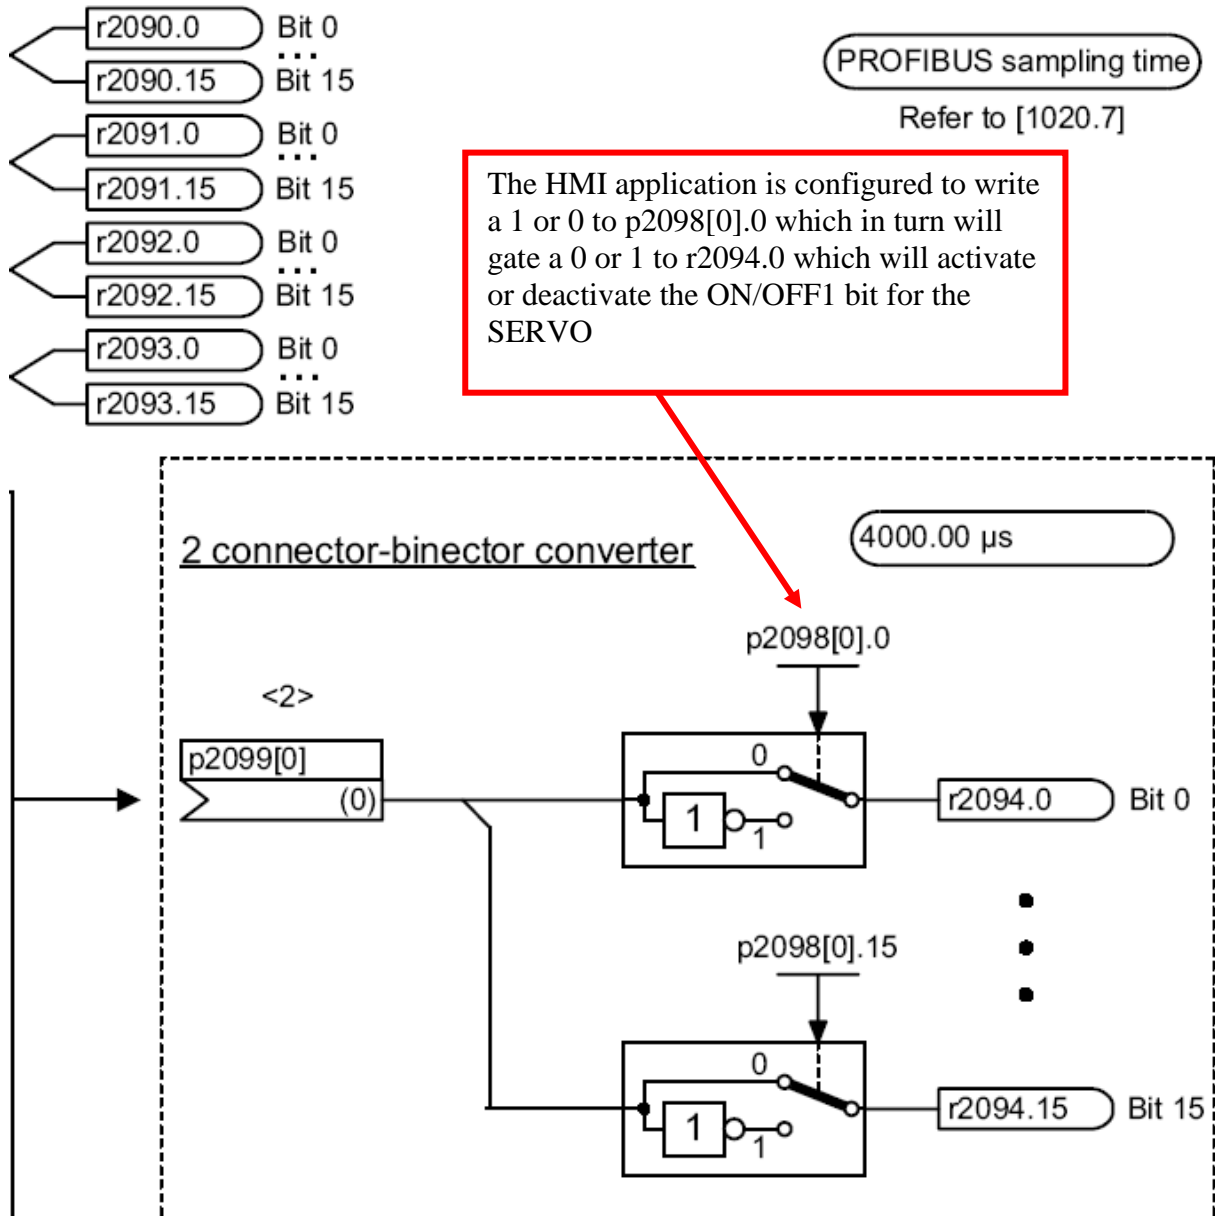 r2090.0 Bit 0
...
r2090.15 Bit 15
r2091.0 Bit 0
...
r2091.15 Bit 15
r2092.0 Bit 0
...
r2092.15 Bit 15
r2093.0 Bit 0
...
r2093.15 Bit 15
PROFIBUS sampling time
Refer to [1020.7]
The HMI application is configured to write
a 1 or 0 to p2098[0].0 which in turn will
gate a 0 or 1 to r2094.0 which will activate
or deactivate the ON/OFF1 bit for the
SERVO
2 connector-binector converter
4000.00 µs
p2098[0].0
<2>
p2099[0]
(0)
0
1
1
r2094.0 Bit 0
p2098[0].15
0
1
1
r2094.15 Bit 15